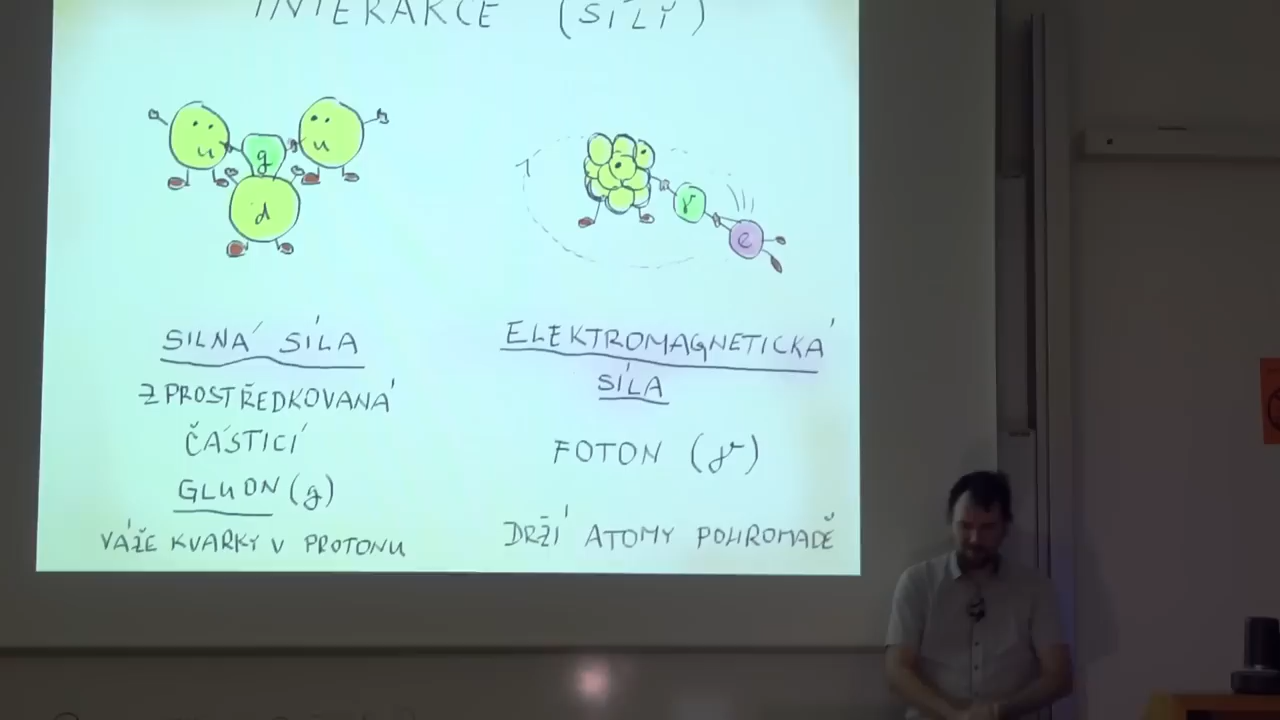 INTERAKCE (SÍLY)
u
u
g
d
γ
e
SILNÁ SÍLA
ZPROSTŘEDKOVANÁ
ČÁSTICÍ
GLUON (g)
VÁŽE KVARKY V PROTONU
ELEKTROMAGNETICKÁ
SÍLA
FOTON (γ)
DRŽÍ ATOMY POHROMADĚ